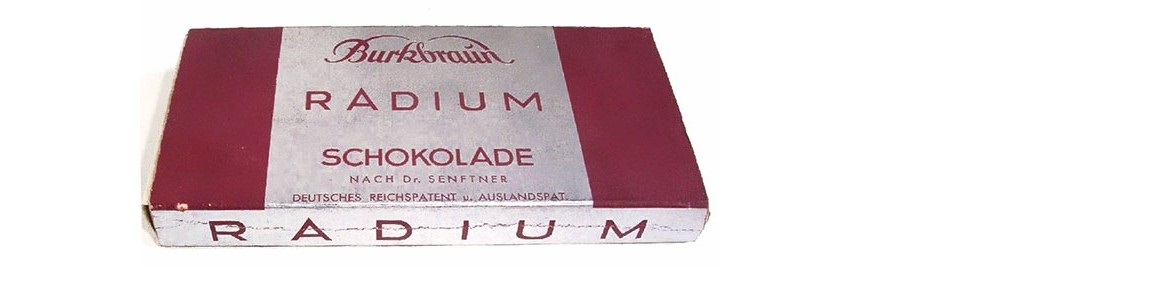 Burkbraun
RADIUM
SCHOKOLADE
NACH Dr. SENFTNER
DEUTSCHES REICHSPATENT u. AUSLANDSPAT.
RADIUM